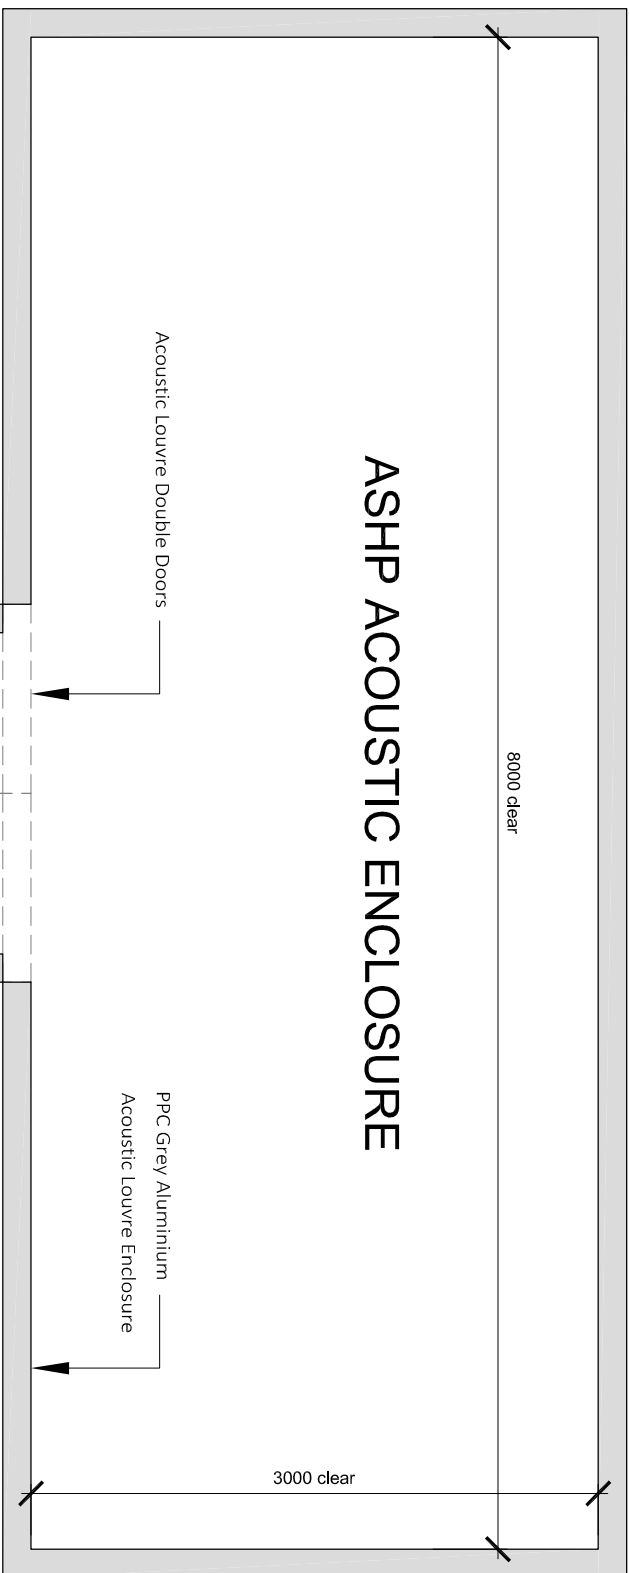 8000 clear
ASHP ACOUSTIC ENCLOSURE
Acoustic Louvre Double Doors
PPC Grey Aluminium
Acoustic Louvre Enclosure
3000 clear